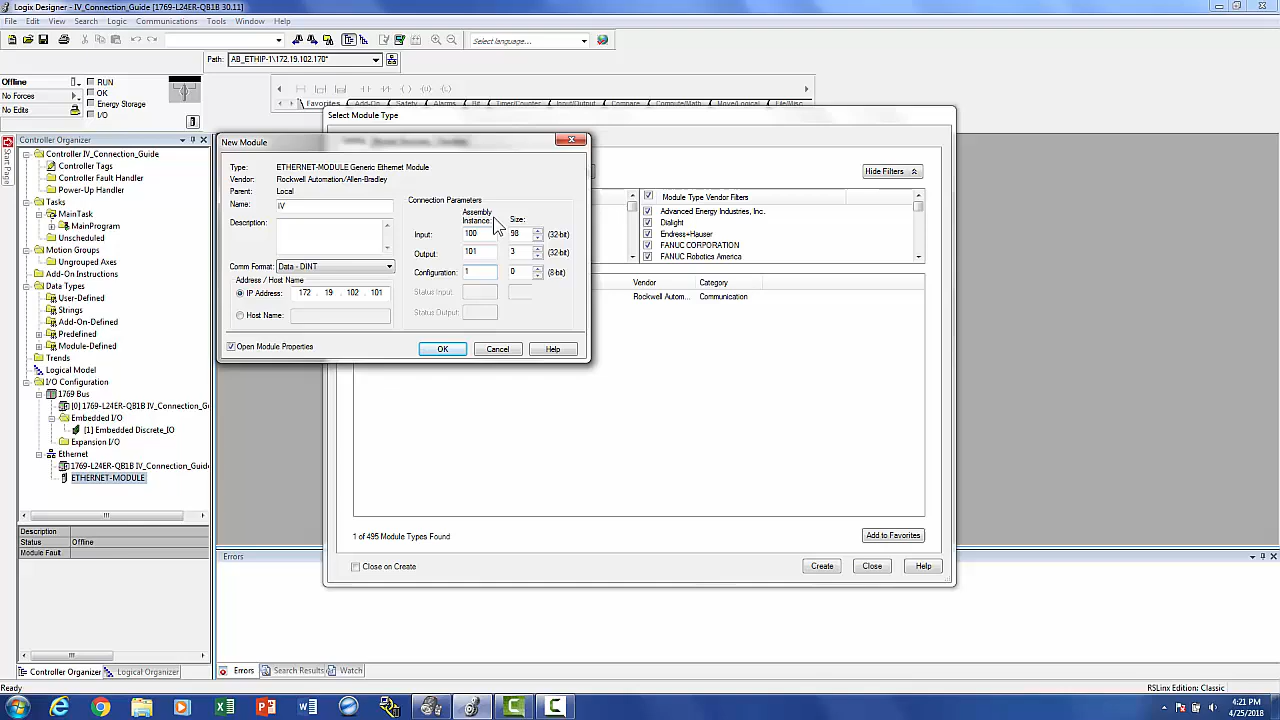 Logix Designer - IV_Connection_Guide [1769-L24ER-QB1B 30.11]
File Edit View Search Logic Communications Tools Window Help
Select language...
Path: AB_ETHIP-1\172.19.102.170*
Offline
RUN
No Forces
OK
No Edits
Energy Storage
I/O
Favorites Add-On Safety Alarms Bit Timer/Counter Input/Output Compare Compute/Math Move/Logical File/Misc
Start Page
Controller Organizer
Controller IV_Connection_Guide
Controller Tags
Controller Fault Handler
Power-Up Handler
Tasks
MainTask
MainProgram
Unscheduled
Motion Groups
Ungrouped Axes
Add-On Instructions
Data Types
User-Defined
Strings
Add-On-Defined
Predefined
Module-Defined
Trends
Logical Model
I/O Configuration
1769 Bus
[0] 1769-L24ER-QB1B IV_Connection_Gu
Embedded I/O
[1] Embedded Discrete_IO
Expansion I/O
Ethernet
1769-L24ER-QB1B IV_Connection_Guide
ETHERNET-MODULE
Description
Status Offline
Module Fault
Controller Organizer Logical Organizer
Select Module Type
Hide Filters
Module Type Vendor Filters
Advanced Energy Industries, Inc.
Dialight
Endress+Hauser
FANUC CORPORATION
FANUC Robotics America
Vendor Category
Rockwell Autom... Communication
1 of 495 Module Types Found
Add to Favorites
Close on Create
Create Close Help
New Module
Type: ETHERNET-MODULE Generic Ethernet Module
Vendor: Rockwell Automation/Allen-Bradley
Parent: Local
Name: IV
Description:
Comm Format: Data - DINT
Address / Host Name
IP Address: 172 . 19 . 102 . 101
Host Name:
Connection Parameters
Assembly Instance: Size:
Input: 100 98 (32-bit)
Output: 101 3 (32-bit)
Configuration: 1 0 (8-bit)
Status Input:
Status Output:
Open Module Properties
OK Cancel Help
Errors
Errors Search Results Watch
Ready
RSLinx Edition: Classic
4:21 PM
4/25/2018